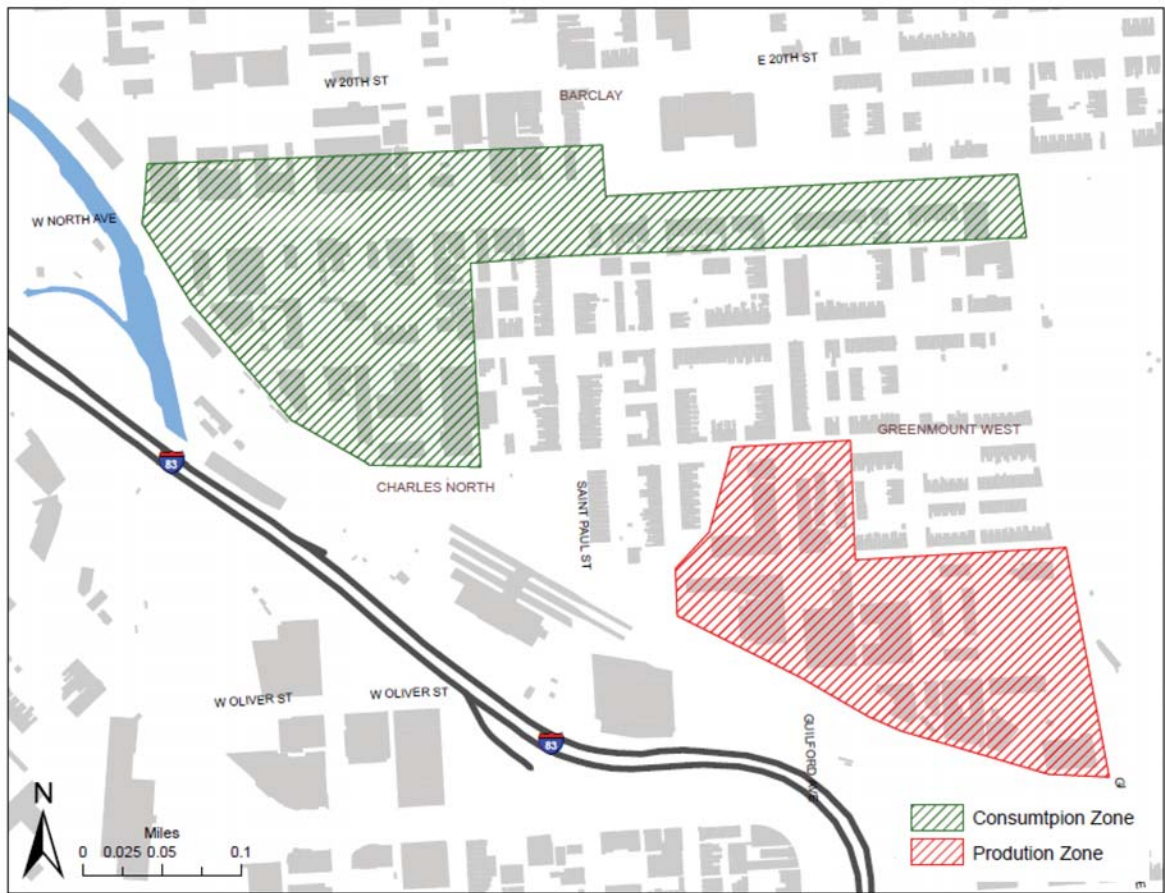 W 20TH ST
E 20TH ST
BARCLAY
W NORTH AVE
GREENMOUNT WEST
83
CHARLES NORTH
SAINT PAUL ST
W OLIVER ST
W OLIVER ST
83
GUILFORD AVE
G
N
Miles
0 0.025 0.05 0.1
Consumtpion Zone
Prodution Zone
E